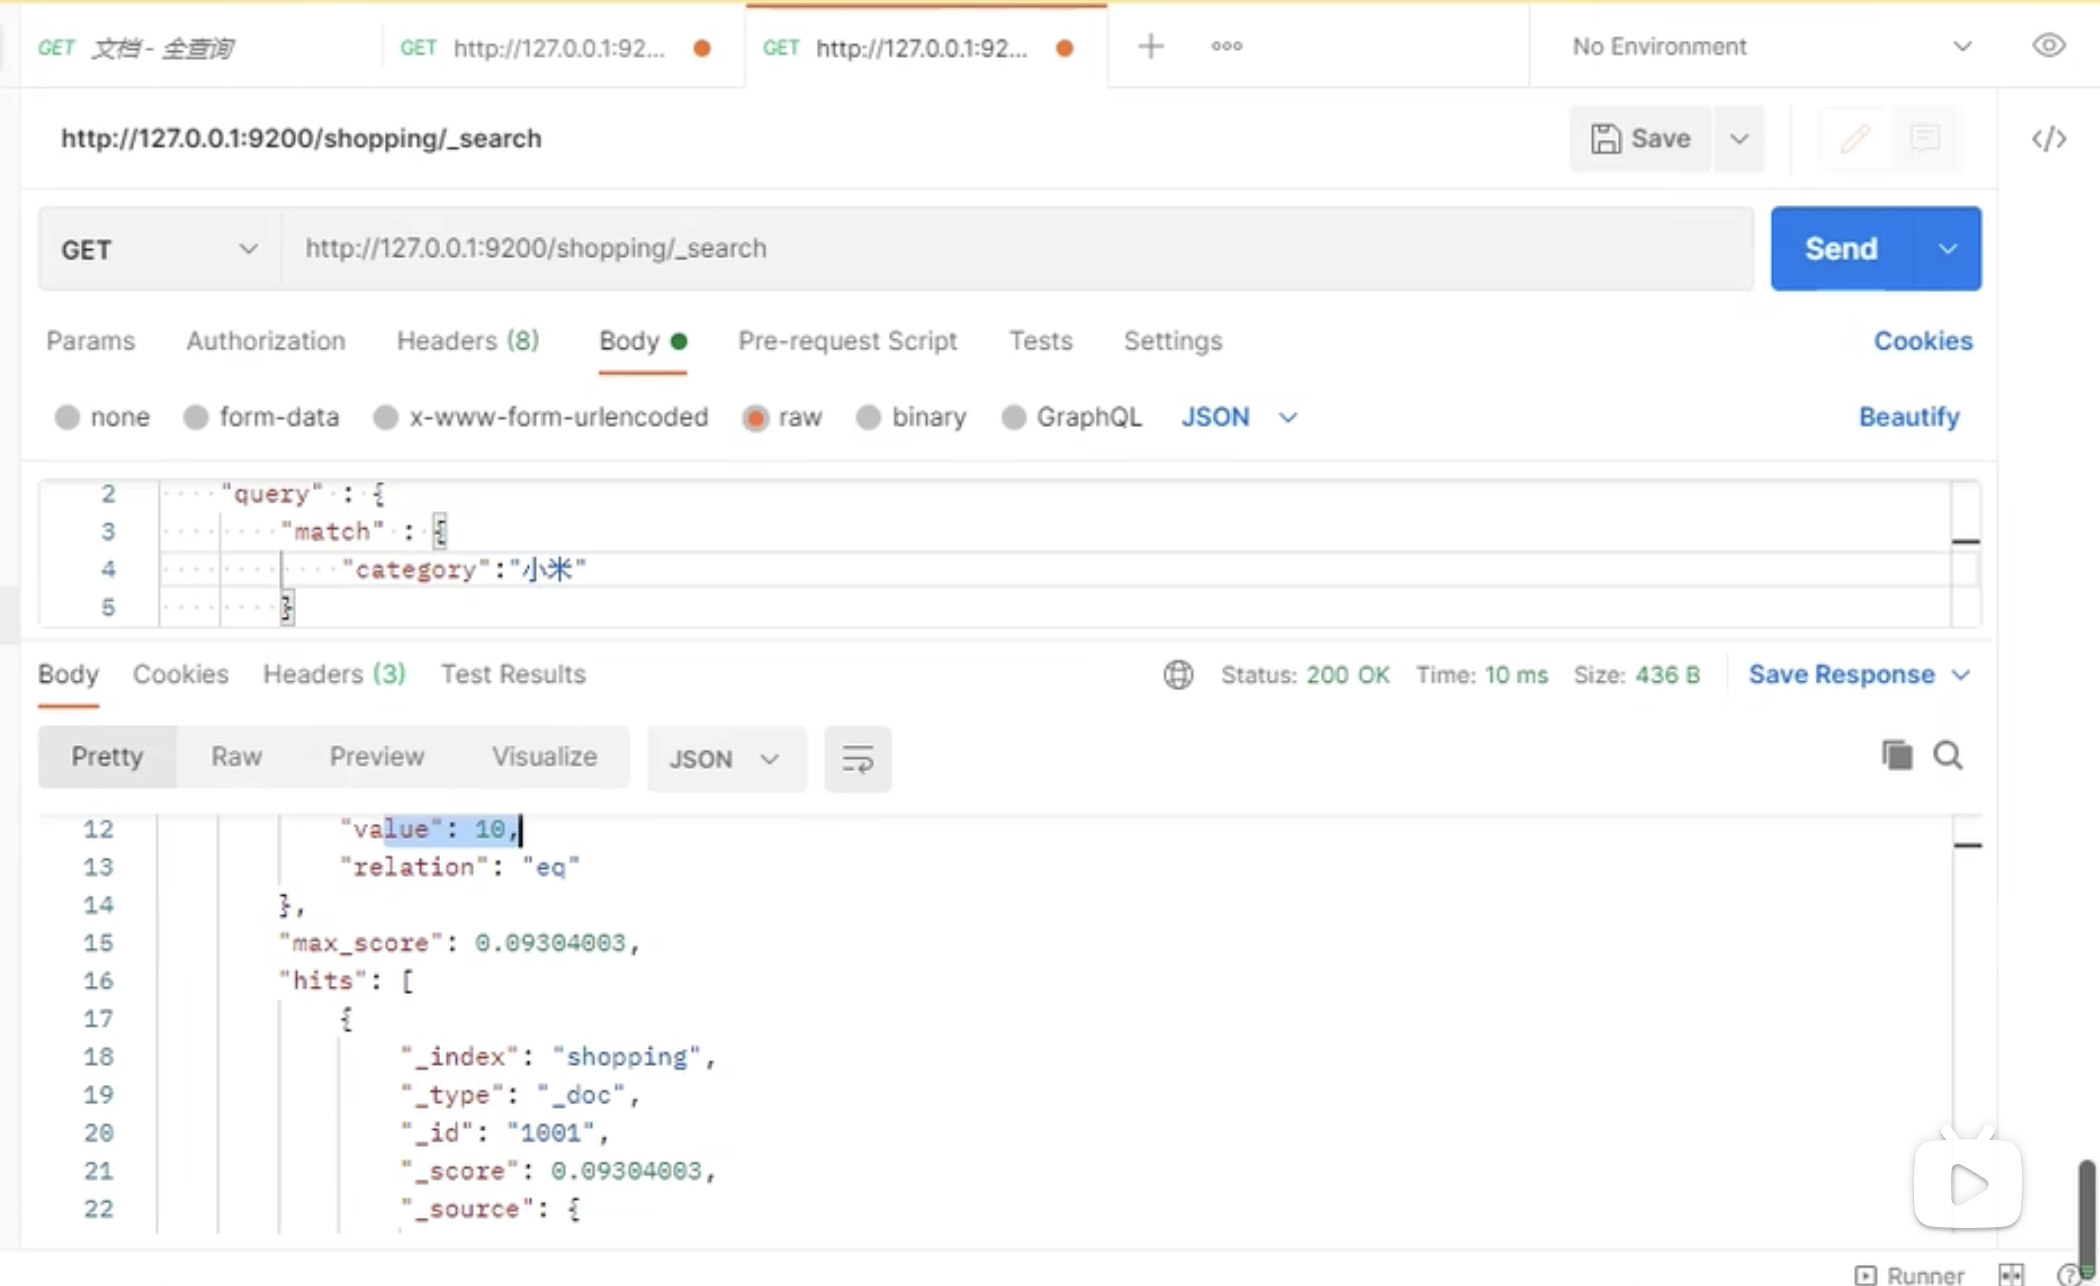 GET 文档 - 全查询 GET http://127.0.0.1:92... GET http://127.0.0.1:92... No Environment
http://127.0.0.1:9200/shopping/_search Save
GET http://127.0.0.1:9200/shopping/_search Send
Params Authorization Headers (8) Body Pre-request Script Tests Settings Cookies
none form-data x-www-form-urlencoded raw binary GraphQL JSON Beautify
2 "query" : {
3 "match" : {
4 "category":"小米"
5 }
Body Cookies Headers (3) Test Results Status: 200 OK Time: 10 ms Size: 436 B Save Response
Pretty Raw Preview Visualize JSON
12 "value": 10,
13 "relation": "eq"
14 },
15 "max_score": 0.09304003,
16 "hits": [
17 {
18 "_index": "shopping",
19 "_type": "_doc",
20 "_id": "1001",
21 "_score": 0.09304003,
22 "_source": {
Runner